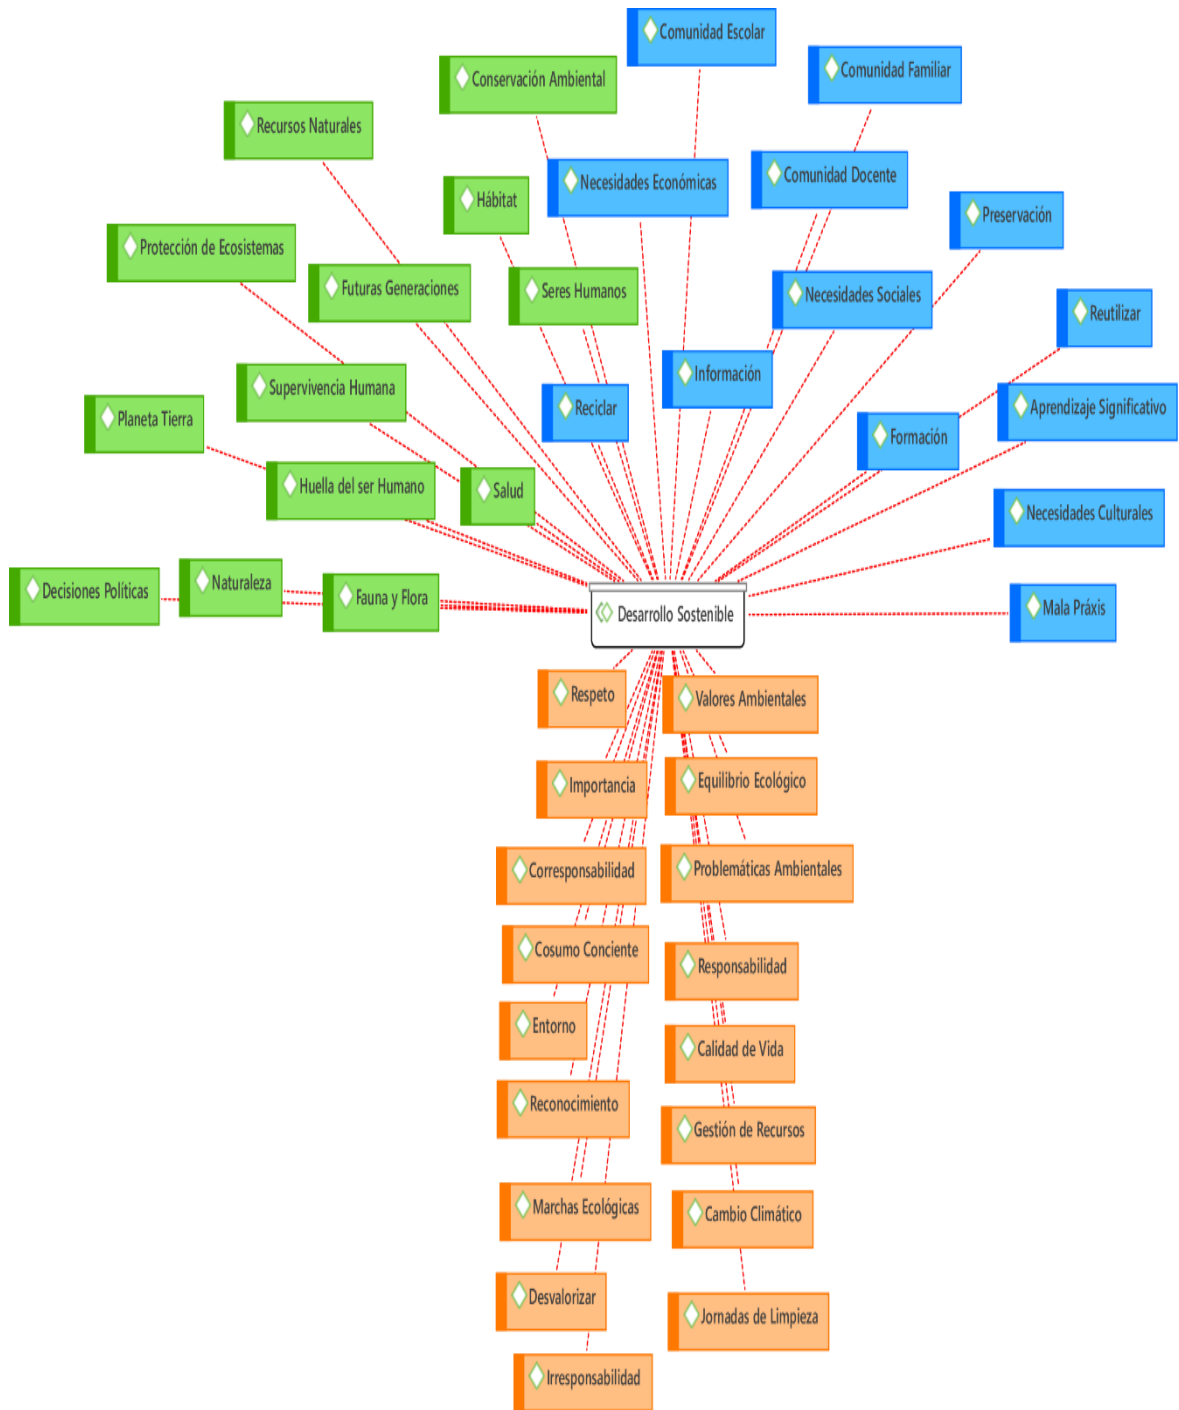 Comunidad Escolar
Comunidad Familiar
Conservación Ambiental
Recursos Naturales
Necesidades Económicas
Comunidad Docente
Hábitat
Preservación
Protección de Ecosistemas
Futuras Generaciones
Seres Humanos
Necesidades Sociales
Reutilizar
Información
Supervivencia Humana
Reciclar
Aprendizaje Significativo
Planeta Tierra
Formación
Huella del ser Humano
Salud
Necesidades Culturales
Decisiones Políticas
Naturaleza
Fauna y Flora
Desarrollo Sostenible
Mala Práxis
Respeto
Valores Ambientales
Importancia
Equilibrio Ecológico
Corresponsabilidad
Problemáticas Ambientales
Cosumo Conciente
Responsabilidad
Entorno
Calidad de Vida
Reconocimiento
Gestión de Recursos
Marchas Ecológicas
Cambio Climático
Desvalorizar
Jornadas de Limpieza
Irresponsabilidad